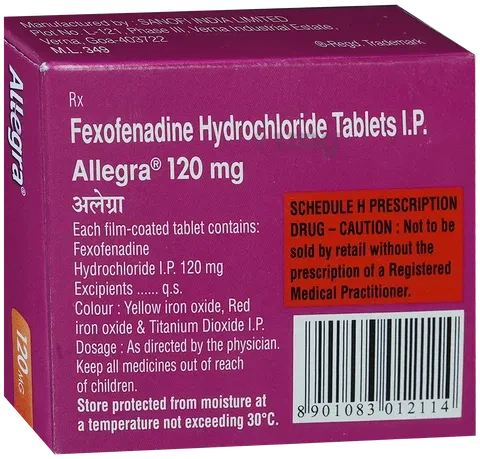 Manufactured by : SANOFI INDIA LIMITED
Plot No. L-121, Phase III, Verna Industrial Estate,
Verna, Goa-403722
M.L. 349
®-Regd. Trademark
Allegra®
120 MG
Rx
Fexofenadine Hydrochloride Tablets I.P.
Allegra® 120 mg
अलेग्रा
Each film-coated tablet contains:
Fexofenadine
Hydrochloride I.P. 120 mg
Excipients ...... q.s.
Colour : Yellow iron oxide, Red
iron oxide & Titanium Dioxide I.P.
Dosage : As directed by the physician.
Keep all medicines out of reach
of children.
Store protected from moisture at
a temperature not exceeding 30°C.
SCHEDULE H PRESCRIPTION
DRUG – CAUTION : Not to be
sold by retail without the
prescription of a Registered
Medical Practitioner.
8 901083 012114